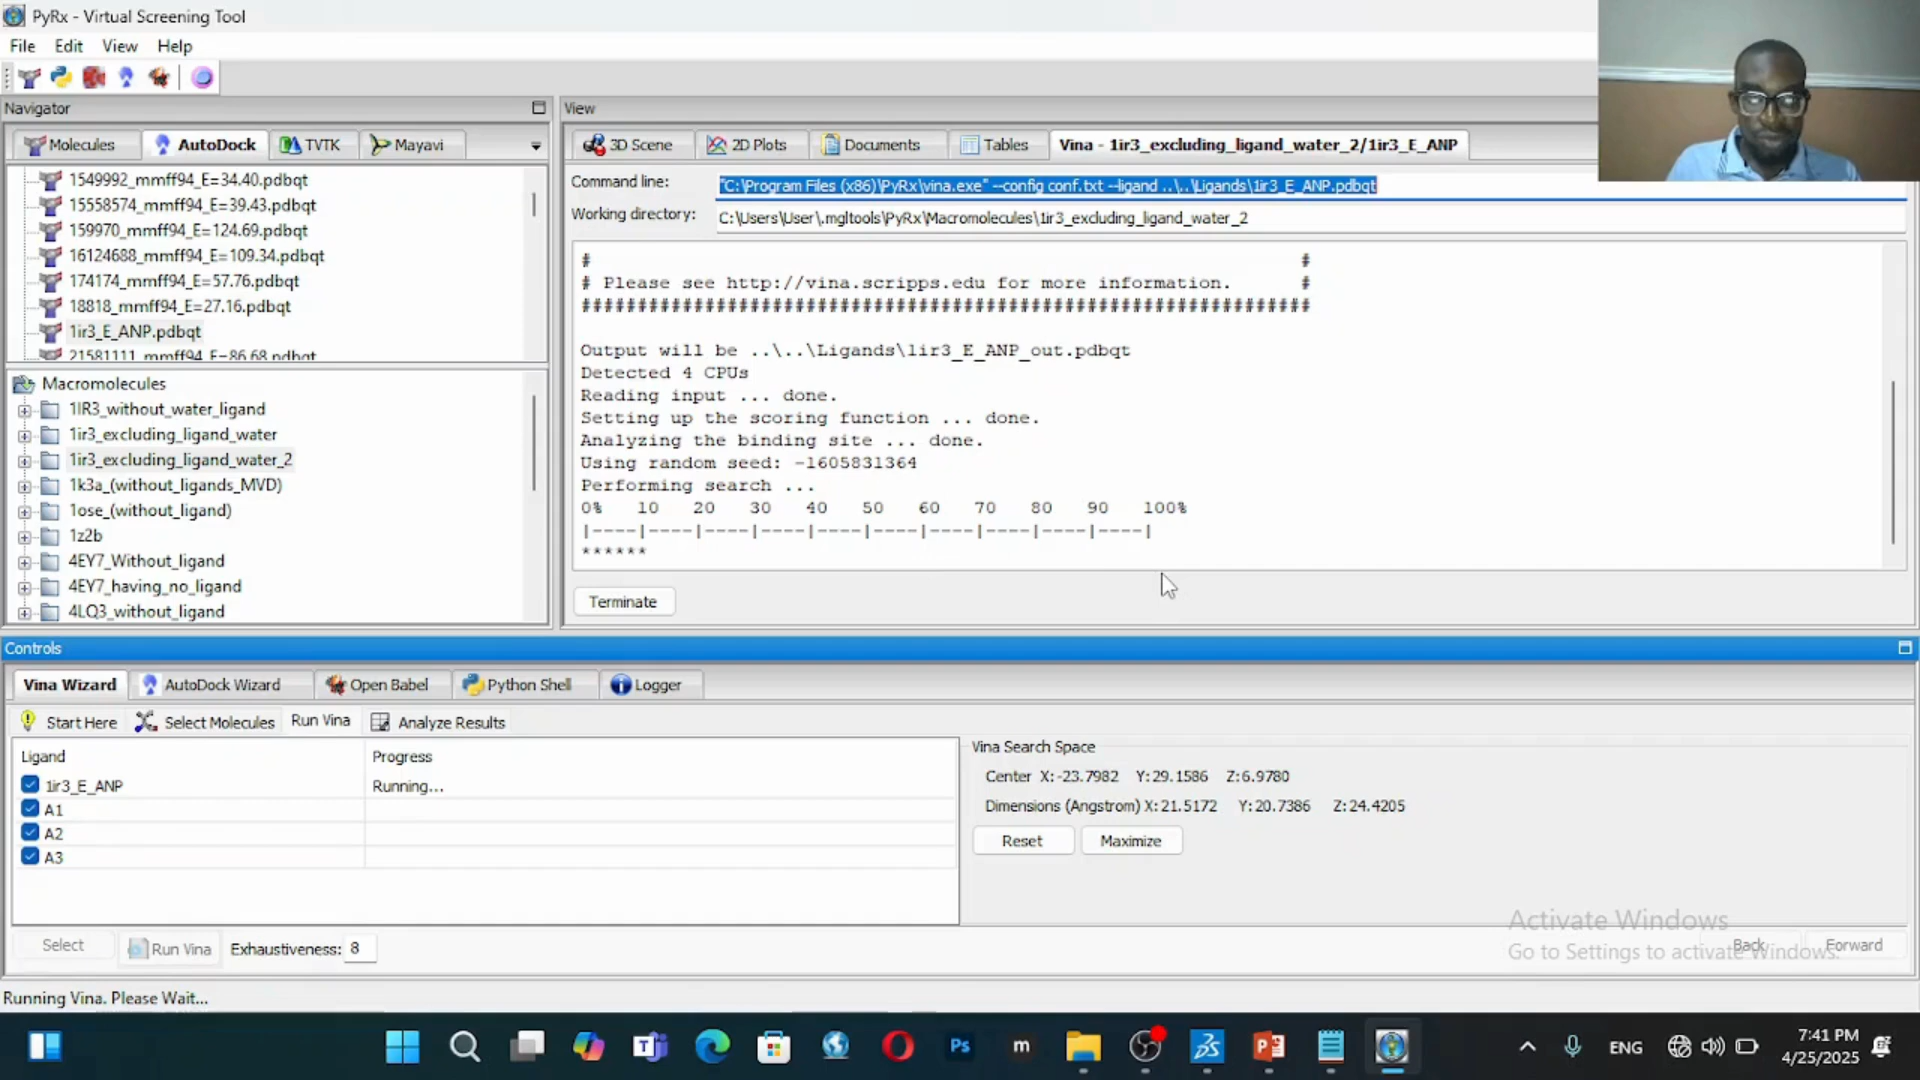 PyRx - Virtual Screening Tool
File Edit View Help
Navigator
View
Molecules AutoDock TVTK Mayavi
3D Scene 2D Plots Documents Tables Vina - 1ir3_excluding_ligand_water_2/1ir3_E_ANP
1549992_mmff94_E=34.40.pdbqt
15558574_mmff94_E=39.43.pdbqt
159970_mmff94_E=124.69.pdbqt
16124688_mmff94_E=109.34.pdbqt
174174_mmff94_E=57.76.pdbqt
18818_mmff94_E=27.16.pdbqt
1ir3_E_ANP.pdbqt
21581111_mmff94_E=86.68.pdbqt
Macromolecules
1IR3_without_water_ligand
1ir3_excluding_ligand_water
1ir3_excluding_ligand_water_2
1k3a_(without_ligands_MVD)
1ose_(without_ligand)
1z2b
4EY7_Without_ligand
4EY7_having_no_ligand
4LQ3_without_ligand
Command line: "C:\Program Files (x86)\PyRx\vina.exe" --config conf.txt --ligand ..\..\Ligands\1ir3_E_ANP.pdbqt
Working directory: C:\Users\User\.mgltools\PyRx\Macromolecules\1ir3_excluding_ligand_water_2
# #
# Please see http://vina.scripps.edu for more information. #
#################################################################
Output will be ..\..\Ligands\1ir3_E_ANP_out.pdbqt
Detected 4 CPUs
Reading input ... done.
Setting up the scoring function ... done.
Analyzing the binding site ... done.
Using random seed: -1605831364
Performing search ...
0% 10 20 30 40 50 60 70 80 90 100%
|----|----|----|----|----|----|----|----|----|----|
******
Terminate
Controls
Vina Wizard AutoDock Wizard Open Babel Python Shell Logger
Start Here Select Molecules Run Vina Analyze Results
Ligand Progress
1ir3_E_ANP Running...
A1
A2
A3
Vina Search Space
Center X:-23.7982 Y:29.1586 Z:6.9780
Dimensions (Angstrom) X:21.5172 Y:20.7386 Z:24.4205
Reset Maximize
Select Run Vina Exhaustiveness: 8
Back Forward
Activate Windows
Go to Settings to activate Windows.
Running Vina. Please Wait...
Ps m ENG
7:41 PM
4/25/2025